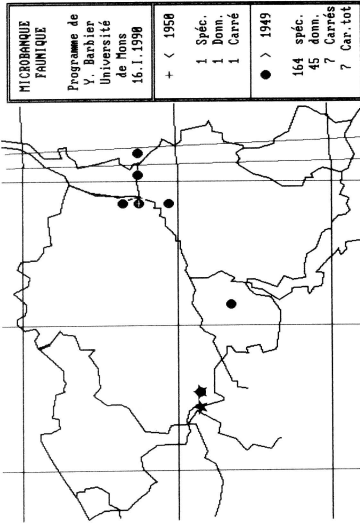 MICROBANQUE
FAUNIQUE
Programme de
Y. Barbier
Université
de Mons
16.I.1990
+ < 1950
1 Spéc.
1 Donn.
1 Carré
● > 1949
164 spéc.
45 donn.
7 Carrés
7 Car.tot